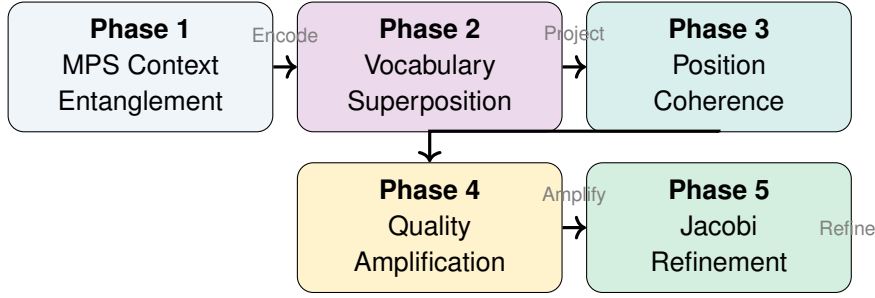 Phase 1
MPS Context
Entanglement
Encode
Phase 2
Vocabulary
Superposition
Project
Phase 3
Position
Coherence
Phase 4
Quality
Amplification
Amplify
Phase 5
Jacobi
Refinement
Refine